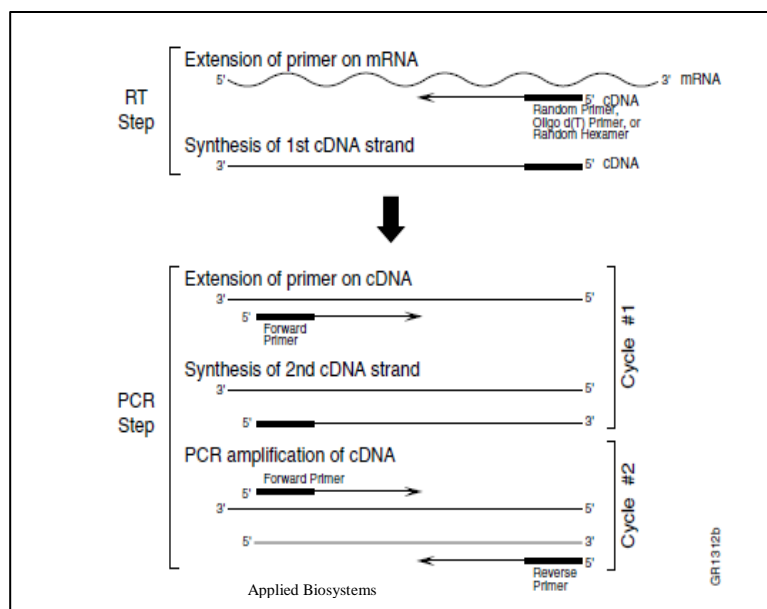 Extension of primer on mRNA
5' 3' mRNA
RT
Step
5' cDNA
Random Primer,
Oligo d(T) Primer, or
Random Hexamer
Synthesis of 1st cDNA strand
3' 5' cDNA
Extension of primer on cDNA
3' 5'
5'
Forward
Primer
Cycle #1
Synthesis of 2nd cDNA strand
3' 5'
PCR
Step
5' 3'
PCR amplification of cDNA
Forward Primer
5'
3' 5'
Cycle #2
5' 3'
5'
Reverse
Primer
Applied Biosystems
GR1312b